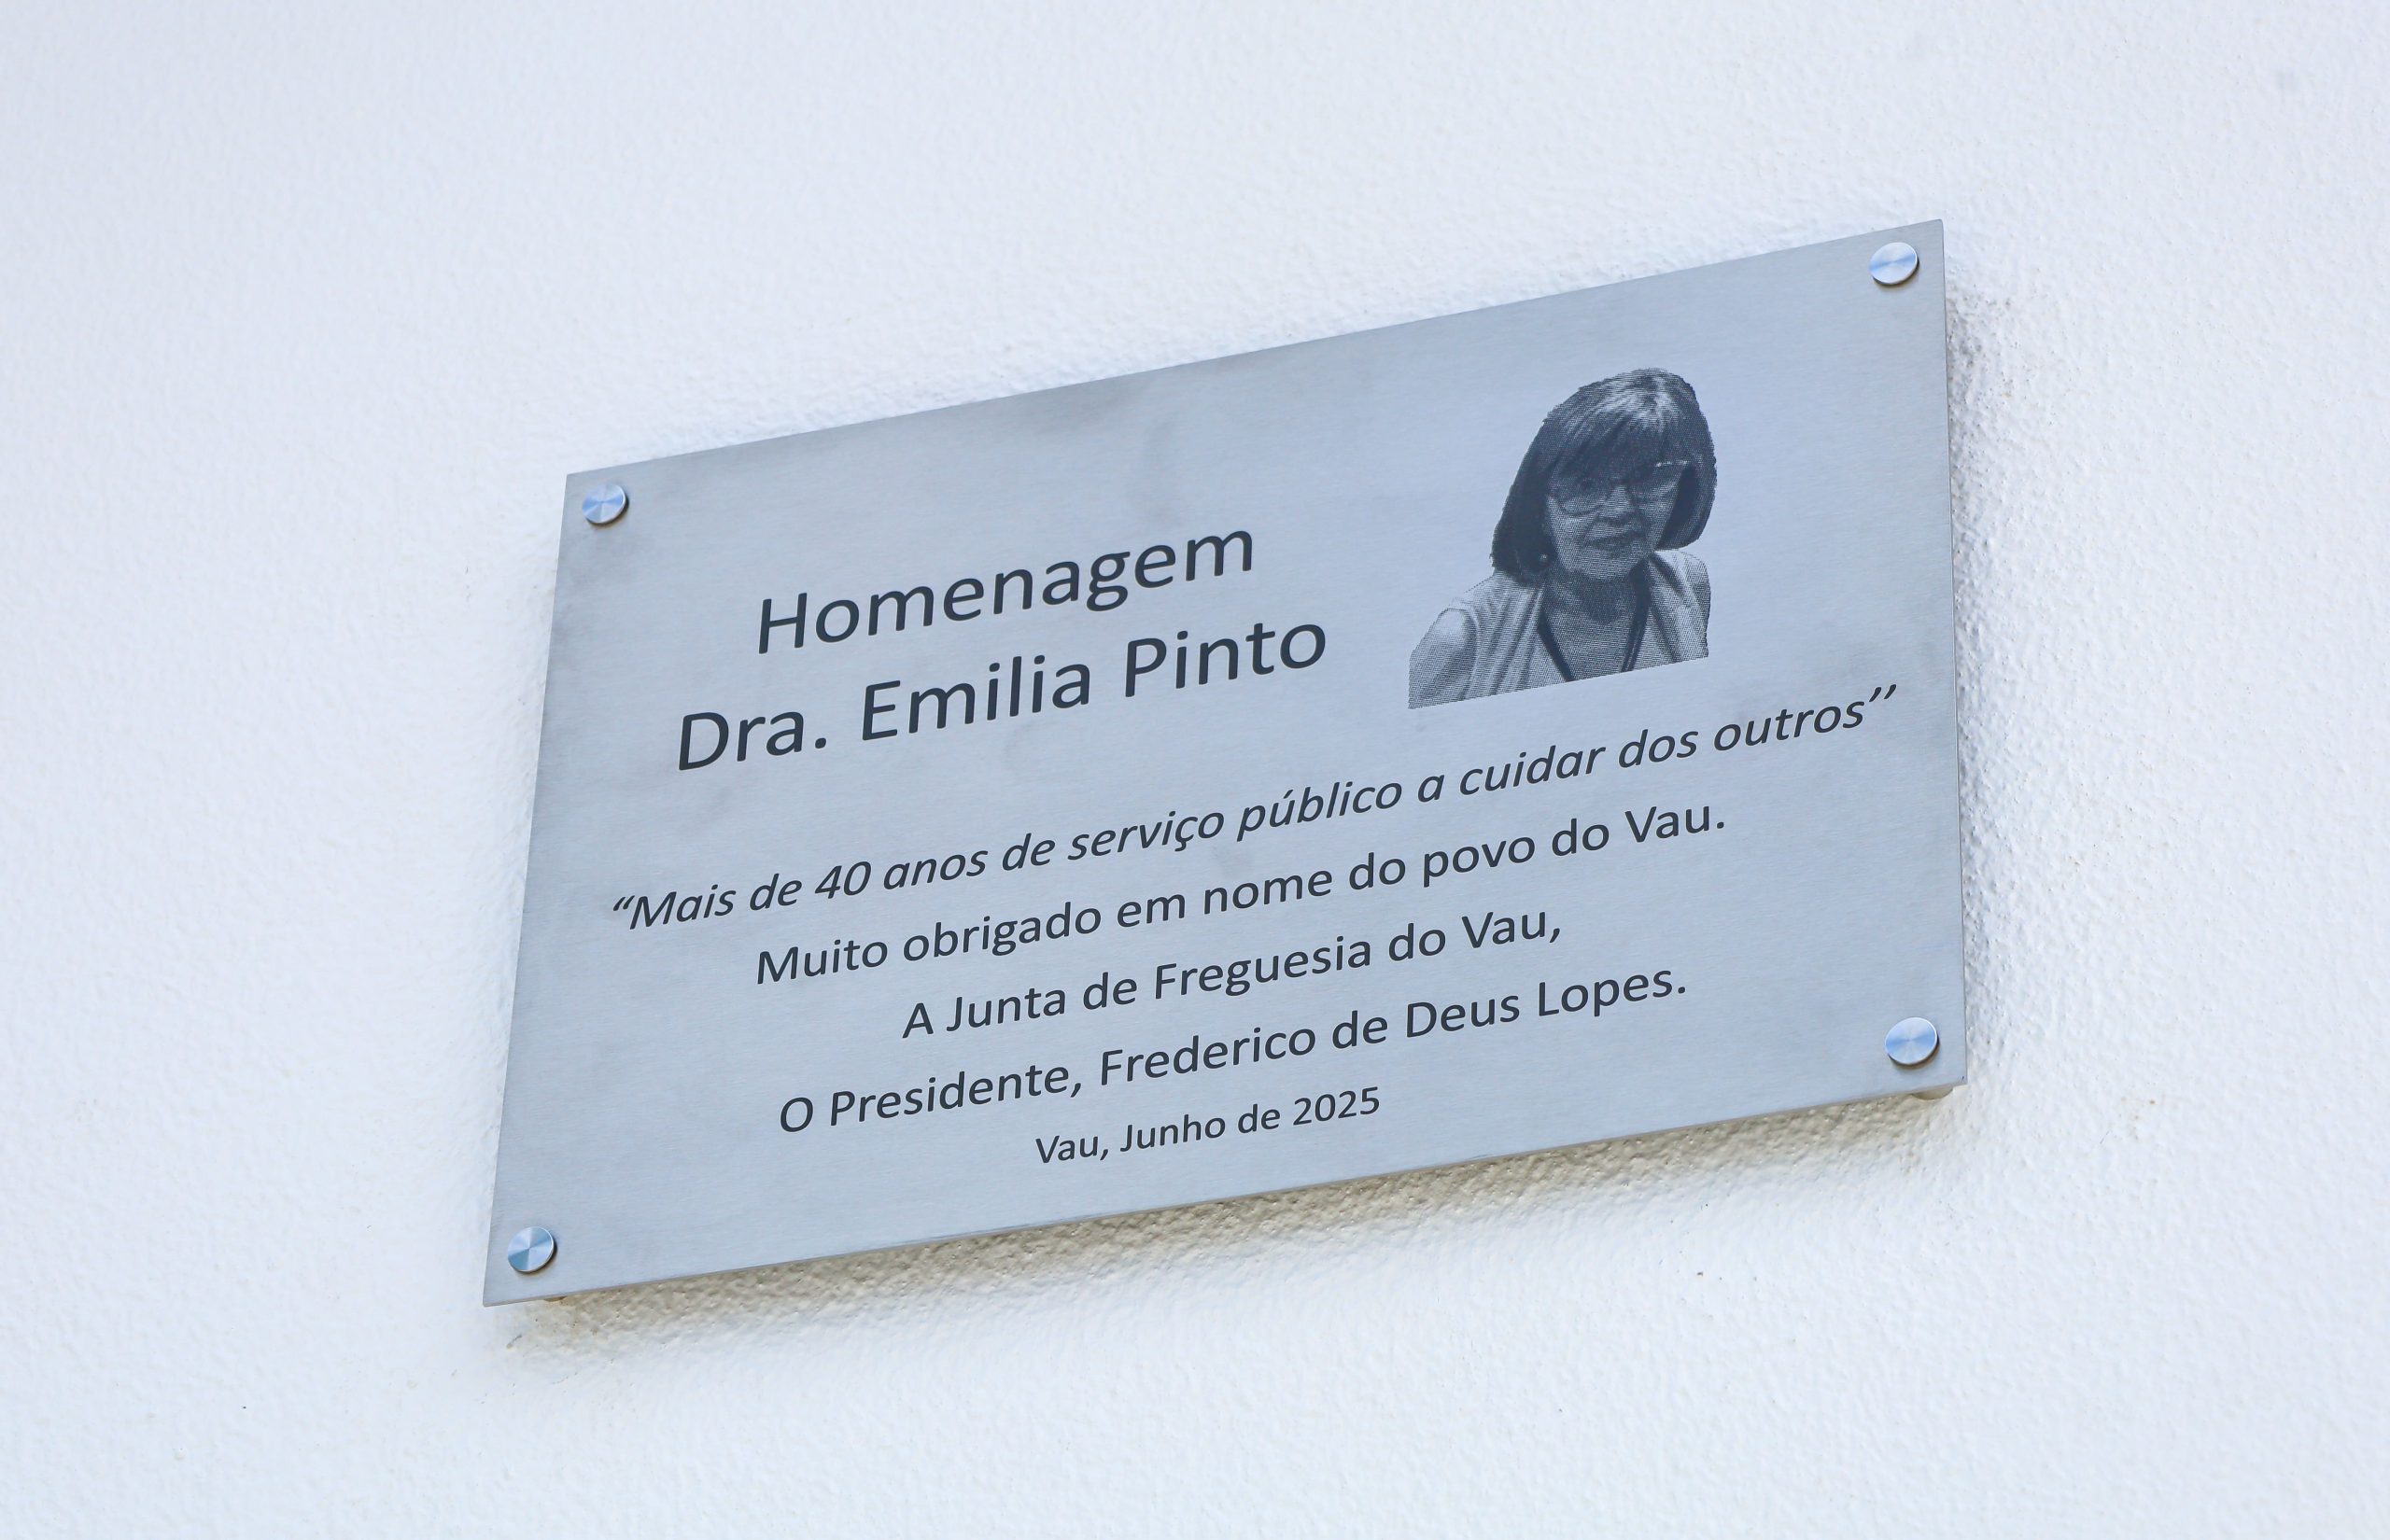 Homenagem
Dra. Emilia Pinto
“Mais de 40 anos de serviço público a cuidar dos outros’’
Muito obrigado em nome do povo do Vau.
A Junta de Freguesia do Vau,
O Presidente, Frederico de Deus Lopes.
Vau, Junho de 2025